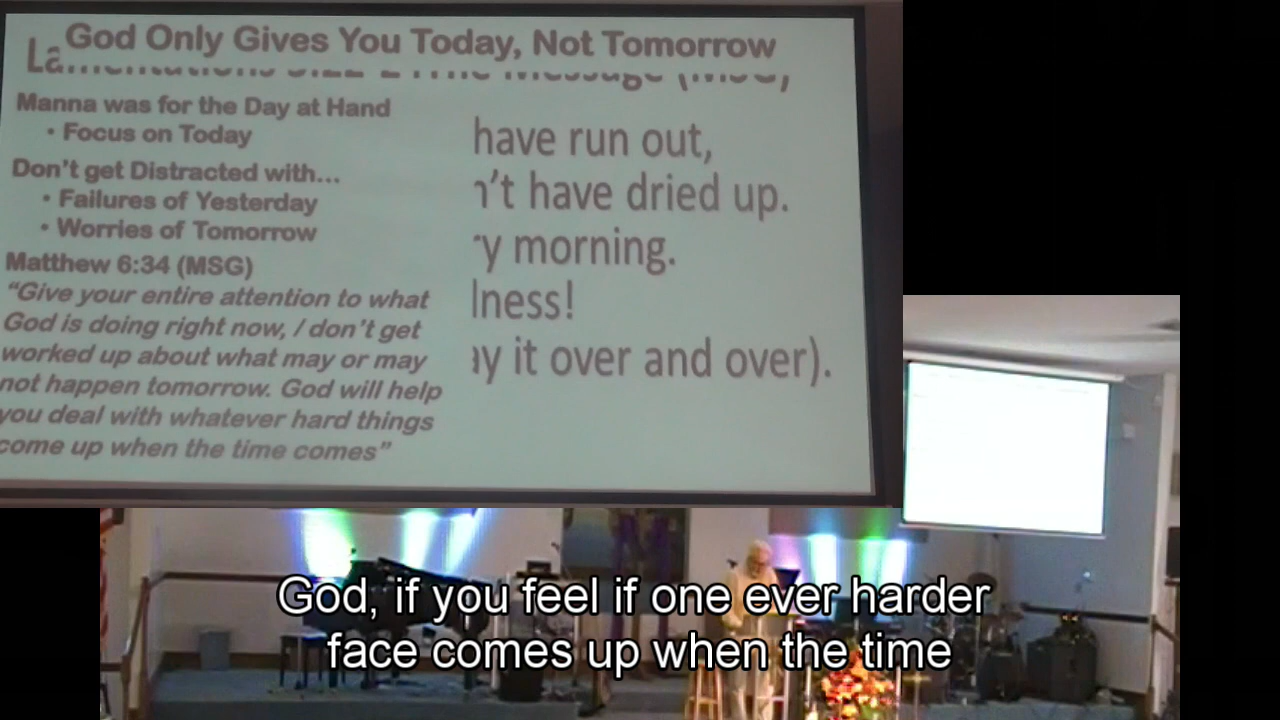 God Only Gives You Today, Not Tomorrow
Manna was for the Day at Hand
• Focus on Today
Don't get Distracted with...
• Failures of Yesterday
• Worries of Tomorrow
Matthew 6:34 (MSG)
“Give your entire attention to what
God is doing right now, / don't get
worked up about what may or may
not happen tomorrow. God will help
you deal with whatever hard things
come up when the time comes”
have run out,
't have dried up.
y morning.
lness!
y it over and over).
God, if you feel if one ever harder
face comes up when the time